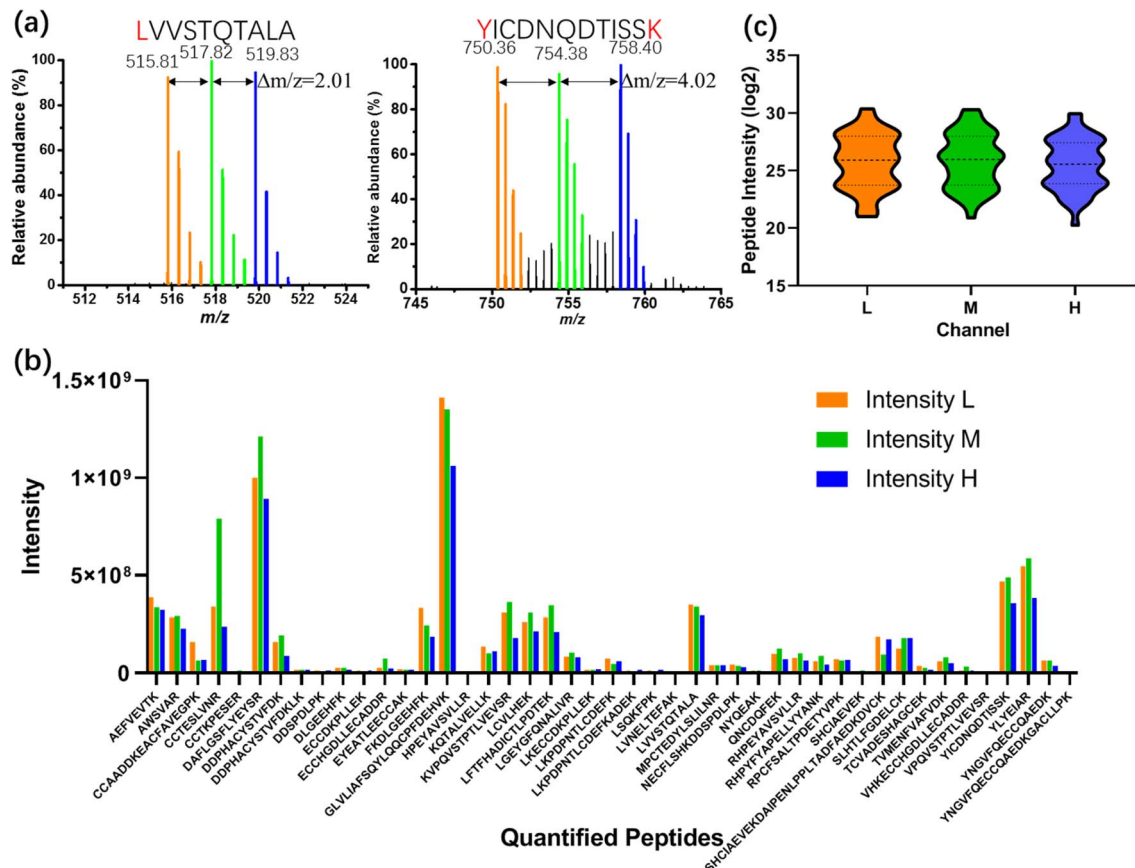 (a)
LVVSTQTALA
515.81
517.82
519.83
Δm/z=2.01
Relative abundance (%)
100
80
60
40
20
0
512 514 516 518 520 522 524
m/z
YICDNQDTISSK
750.36
754.38
758.40
Δm/z=4.02
Relative abundance (%)
100
80
60
40
20
0
745 750 755 760 765
m/z
(c)
Peptide Intensity (log2)
35
30
25
20
15
L M H
Channel
(b)
Intensity
1.5×10⁹
1×10⁹
5×10⁸
0
Intensity L
Intensity M
Intensity H
AEFVEVTK
AWSVAR
CCAADDKEACFAVEGPK
CCTESLVNR
CCTKPESER
DAFLGSFLYEYSR
DDPHACYSTVFDK
DDPHACYSTVFDKLK
DDSPDLPK
DLGEEHFK
ECCDKPLLEK
ECCHGDLLECADDR
EYEATLEECCAK
FKDLGEEHFK
GLVLIAFSQYLQQCPFDEHVK
HPEYAVSVLLR
KQTALVELLK
KVPQVSTPTLVEVSR
LCVLHEK
LFTFHADICTLPDTEK
LGEYGFQNALIVR
LKECCDKPLLEK
LKPDPNTLCDEFK
LKPDPNTLCDEFKADEK
LSQKFPK
LVNELTEFAK
LVVSTQTALA
MPCTEDYLSLILNR
NECFLSHKDDSPDLPK
NYQEAK
QNCDQFEK
RHPEYAVSVLLR
RHPYFYAPELLYYANK
RPCFSALTPDETYVPK
SHCIAEVEK
SHCIAEVEKDAIPENLPPLTADFAEDKDVCK
SLHTLFGDELCK
TCVADESHAGCEK
TVMENFVAFVDK
VHKECCHGDLLECADDR
VPQVSTPTLVEVSR
YICDNQDTISSK
YLYEIAR
YNGVFQECCQAEDK
YNGVFQECCQAEDKGACLLPK
Quantified Peptides